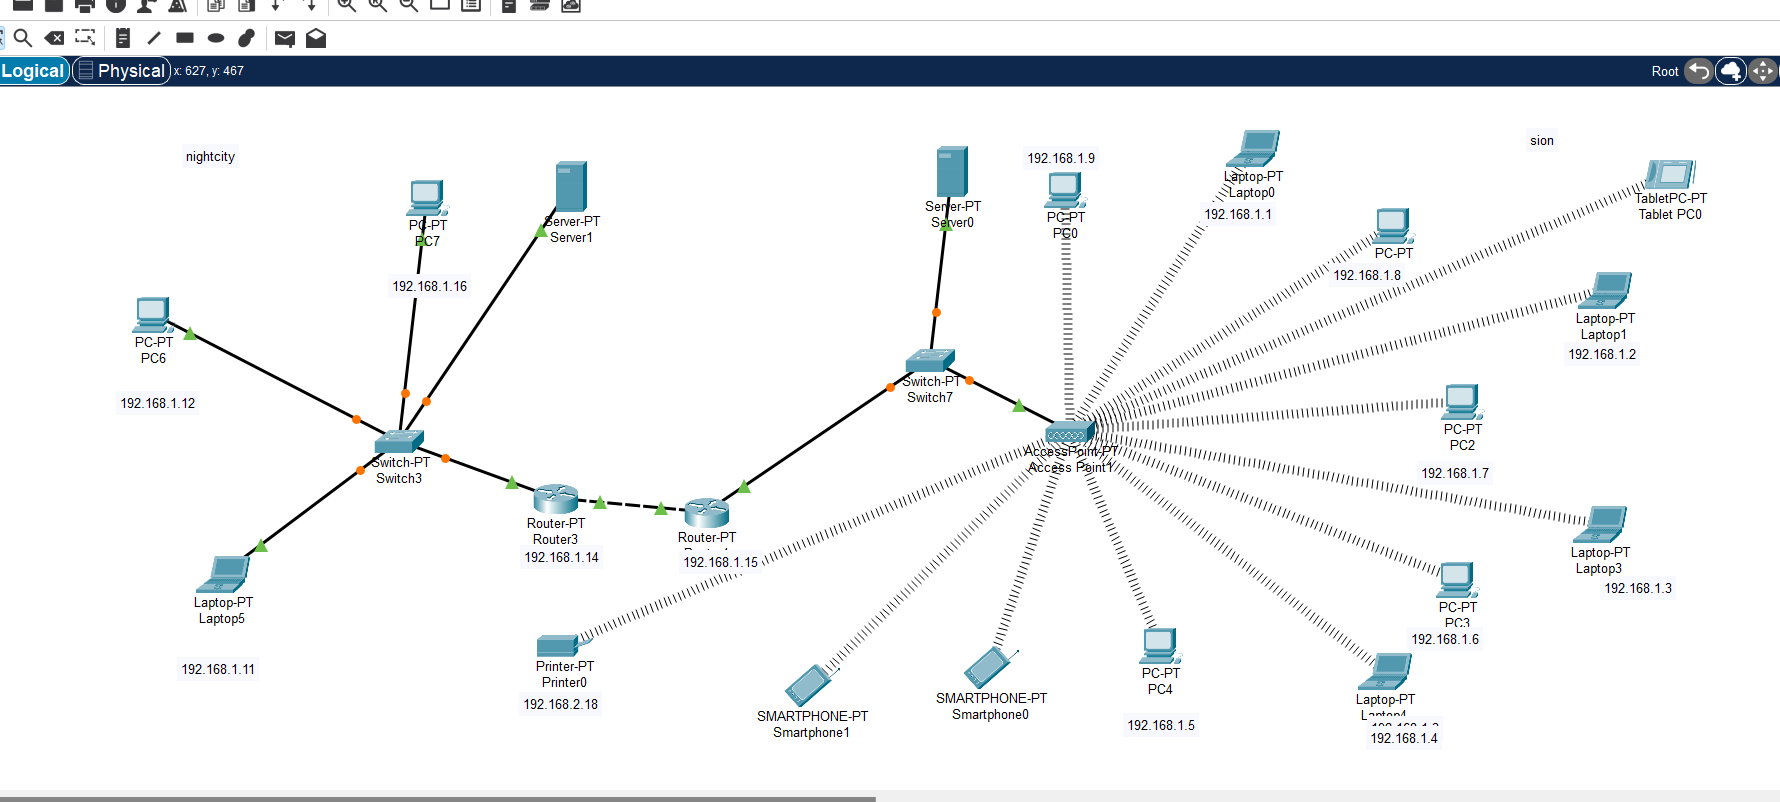 Logical
Physical
x: 627, y: 467
Root
nightcity
sion
PC-PT
PC7
192.168.1.16
Server-PT
Server1
PC-PT
PC6
192.168.1.12
Switch-PT
Switch3
Laptop-PT
Laptop5
192.168.1.11
Router-PT
Router3
192.168.1.14
Router-PT
192.168.1.15
Server-PT
Server0
Switch-PT
Switch7
192.168.1.9
PC-PT
PC0
Laptop-PT
Laptop0
192.168.1.1
PC-PT
192.168.1.8
TabletPC-PT
Tablet PC0
Laptop-PT
Laptop1
192.168.1.2
AccessPoint-PT
Access Point1
PC-PT
PC2
192.168.1.7
Laptop-PT
Laptop3
192.168.1.3
PC-PT
PC3
192.168.1.6
Laptop-PT
Laptop4
192.168.1.4
PC-PT
PC4
192.168.1.5
SMARTPHONE-PT
Smartphone0
SMARTPHONE-PT
Smartphone1
Printer-PT
Printer0
192.168.2.18